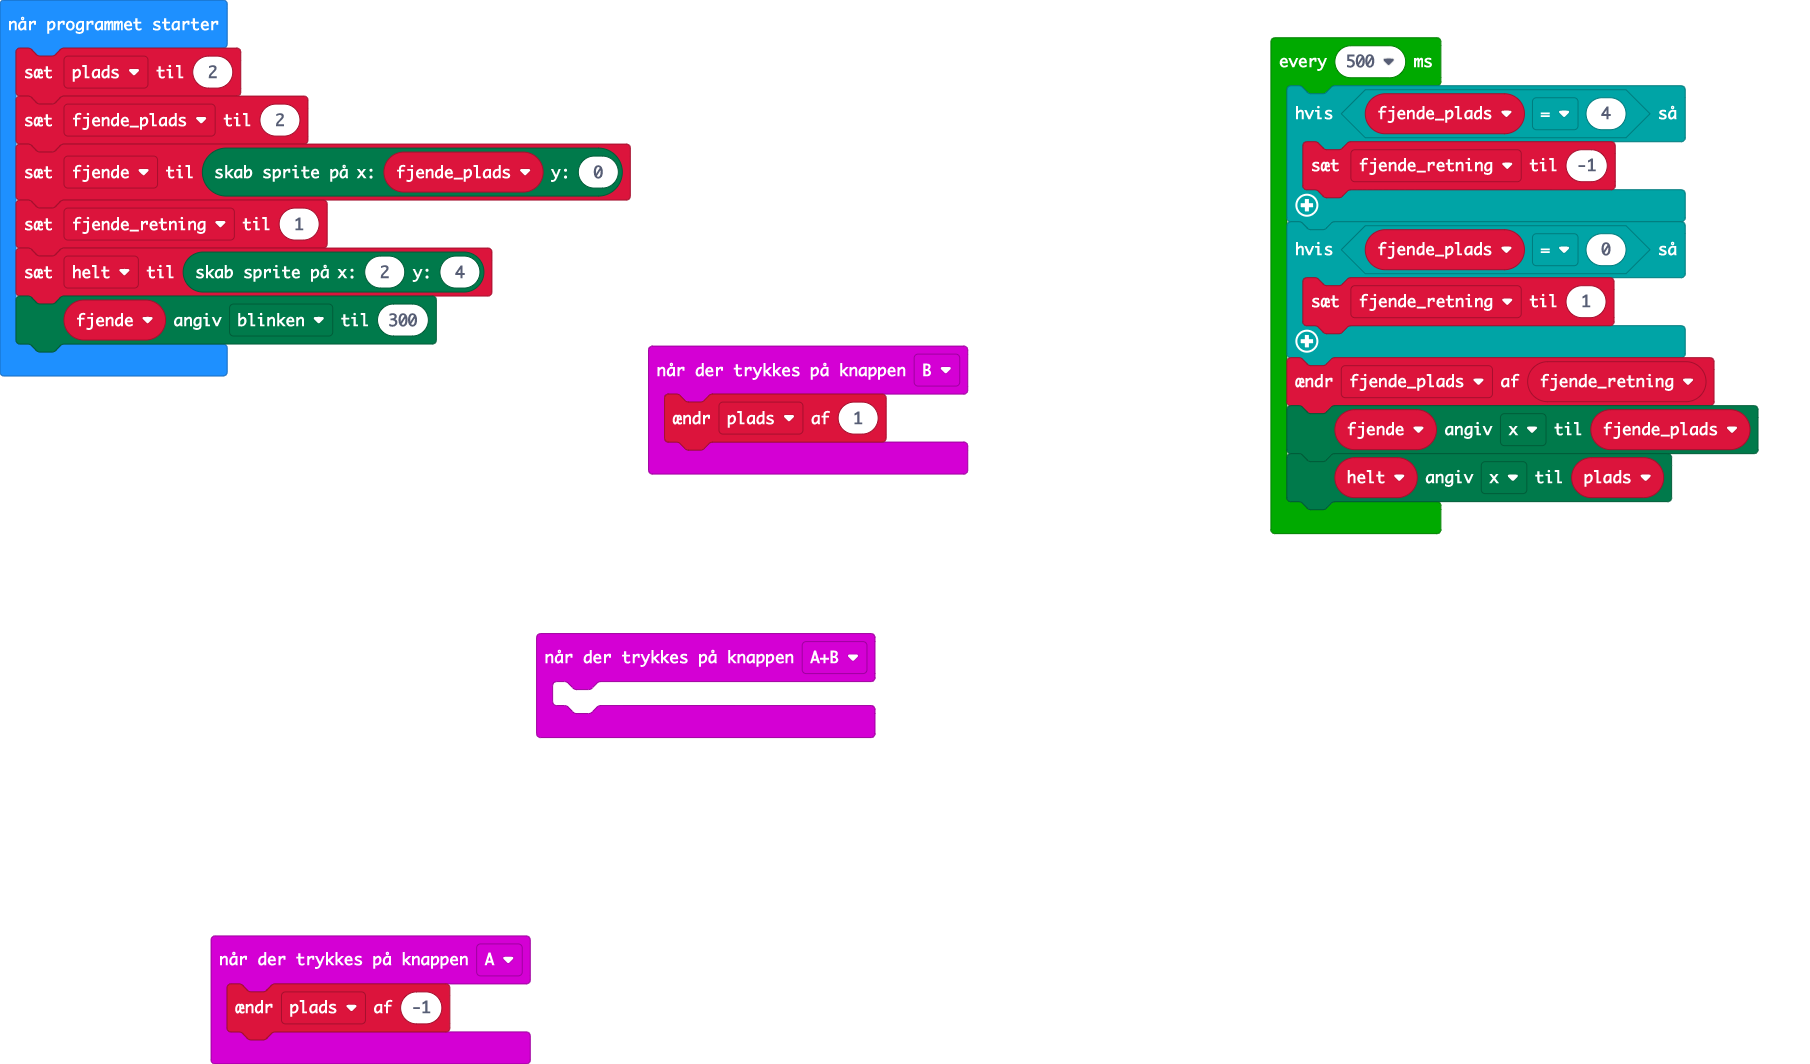 når programmet starter
sæt plads til 2
sæt fjende_plads til 2
sæt fjende til skab sprite på x: fjende_plads y: 0
sæt fjende_retning til 1
sæt helt til skab sprite på x: 2 y: 4
fjende angiv blinken til 300
every 500 ms
hvis fjende_plads = 4 så
sæt fjende_retning til -1
hvis fjende_plads = 0 så
sæt fjende_retning til 1
ændr fjende_plads af fjende_retning
fjende angiv x til fjende_plads
helt angiv x til plads
når der trykkes på knappen B
ændr plads af 1
når der trykkes på knappen A+B
når der trykkes på knappen A
ændr plads af -1